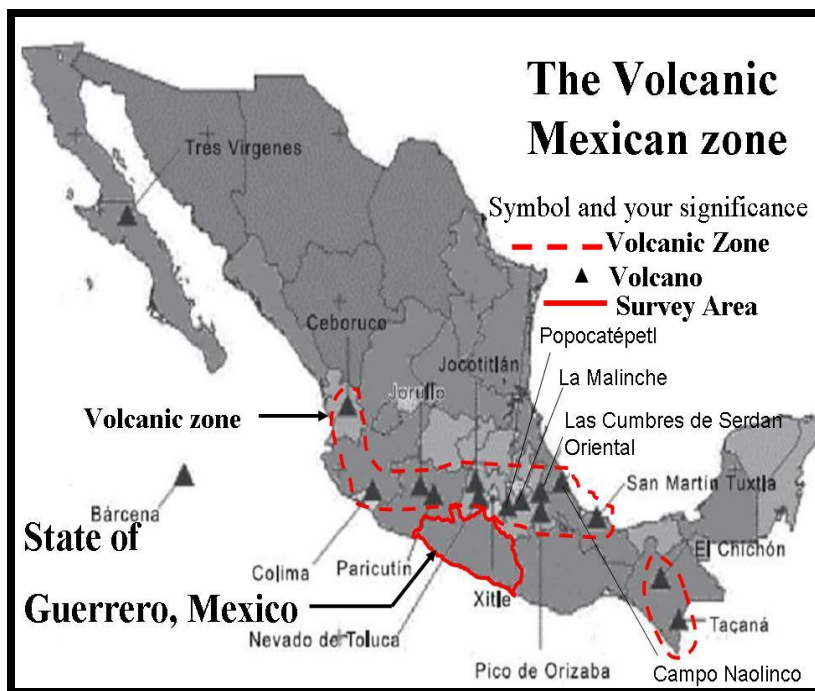 The Volcanic
Mexican zone
Symbol and your significance
Volcanic Zone
Volcano
Survey Area
Tres Virgenes
Ceboruco
Popocatépetl
Jocotitlán
La Malinche
Jorullo
Las Cumbres de Serdan
Oriental
Volcanic zone
San Martín Tuxtla
Bárcena
El Chichón
State of
Guerrero, Mexico
Colima
Paricutín
Xitle
Nevado de Toluca
Taçaná
Pico de Orizaba
Campo Naolinco